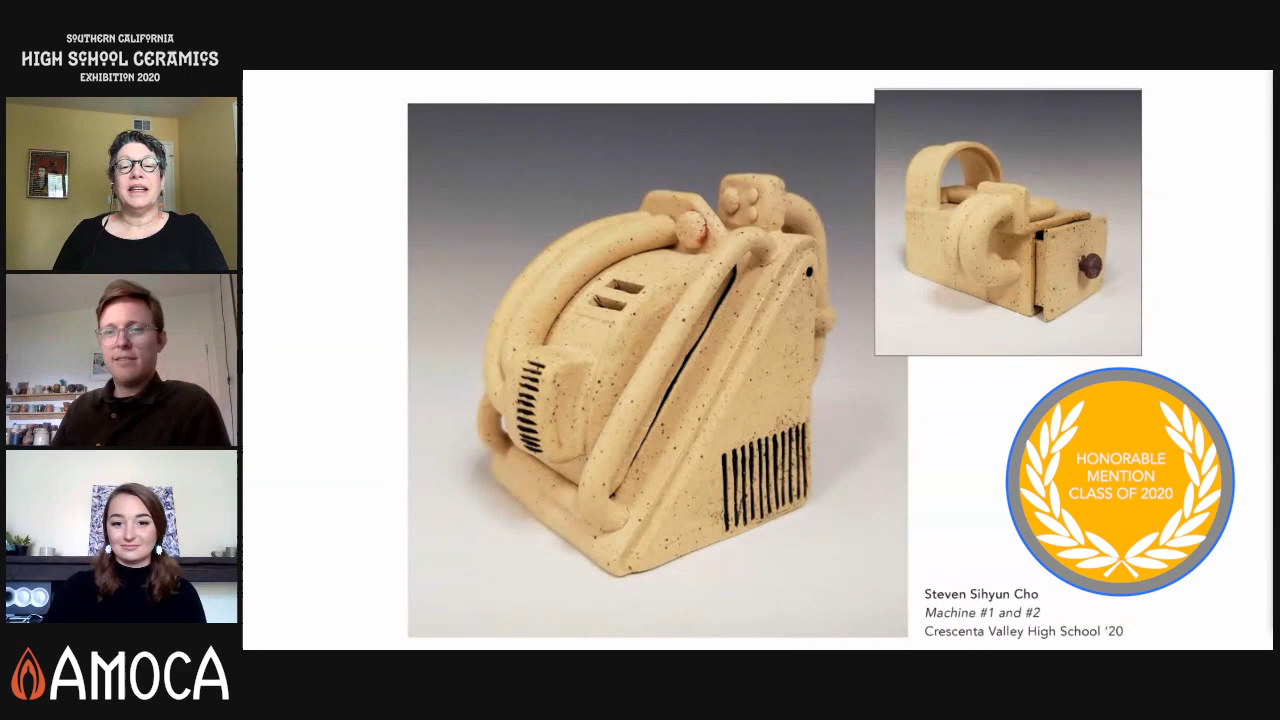 SOUTHERN CALIFORNIA
HIGH SCHOOL CERAMICS
EXHIBITION 2020
HONORABLE
MENTION
CLASS OF 2020
Steven Sihyun Cho
Machine #1 and #2
Crescenta Valley High School '20
AMOCA